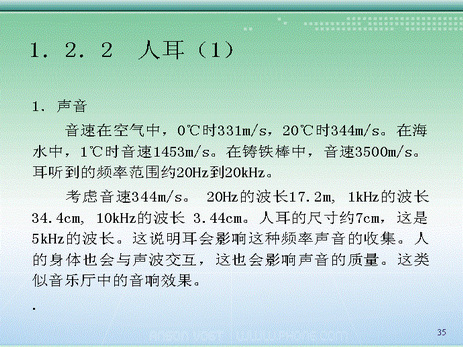 1．2．2 人耳（1）
1．声音
音速在空气中，0℃时331m/s，20℃时344m/s。在海
水中，1℃时音速1453m/s。在铸铁棒中，音速3500m/s。
耳听到的频率范围约20Hz到20kHz。
考虑音速344m/s。 20Hz的波长17.2m, 1kHz的波长
34.4cm, 10kHz的波长 3.44cm。人耳的尺寸约7cm，这是
5kHz的波长。这说明耳会影响这种频率声音的收集。人
的身体也会与声波交互，这也会影响声音的质量。这类
似音乐厅中的音响效果。
.
35